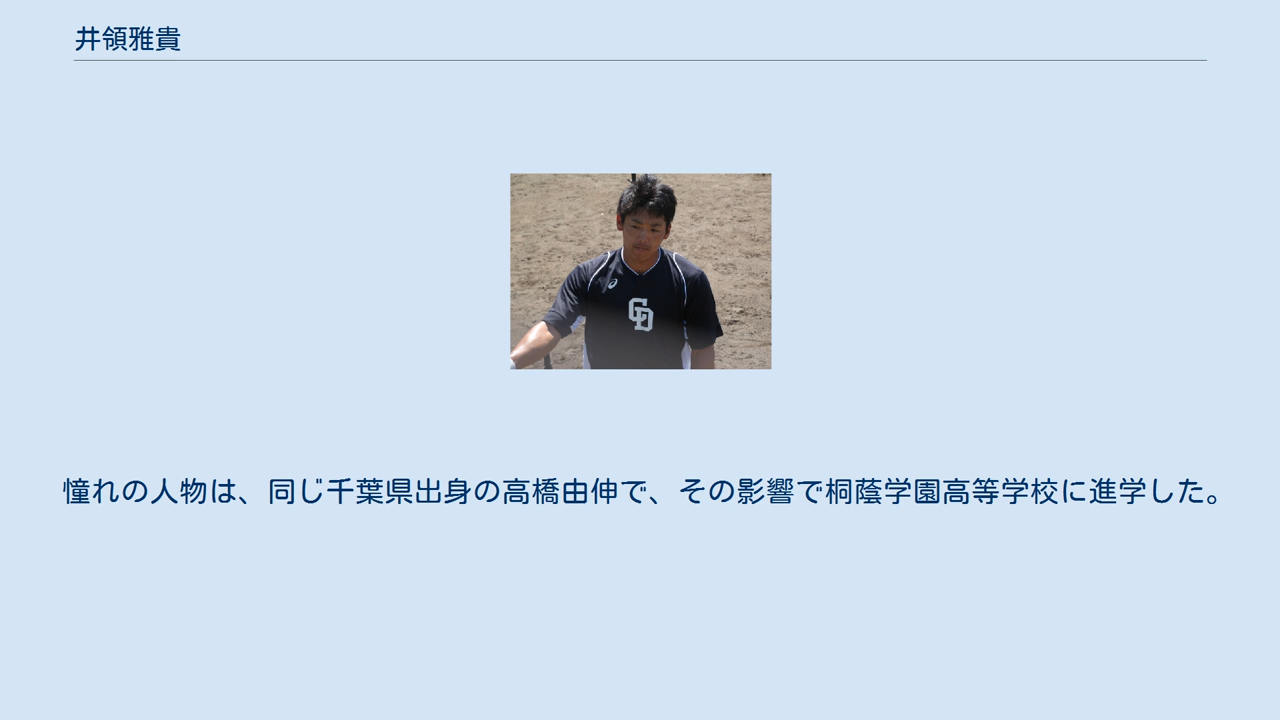 井領雅貴
CD
憧れの人物は、同じ千葉県出身の高橋由伸で、その影響で桐蔭学園高等学校に進学した。